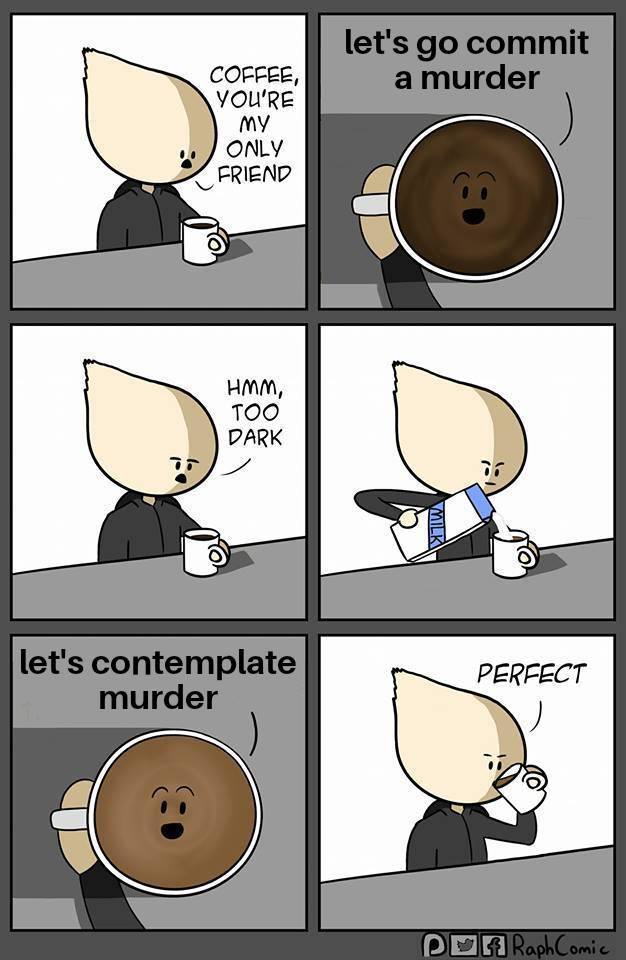 COFFEE,
YOU'RE
MY
ONLY
FRIEND
let's go commit
a murder
HMM,
TOO
DARK
MILK
let's contemplate
murder
PERFECT
RaphComic